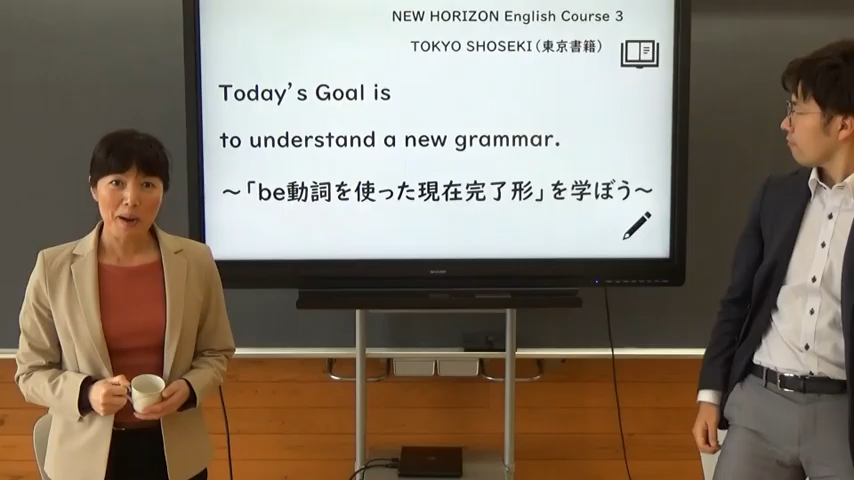 NEW HORIZON English Course 3
TOKYO SHOSEKI(東京書籍)
Today's Goal is
to understand a new grammar.
~「be動詞を使った現在完了形」を学ぼう~
SHARP